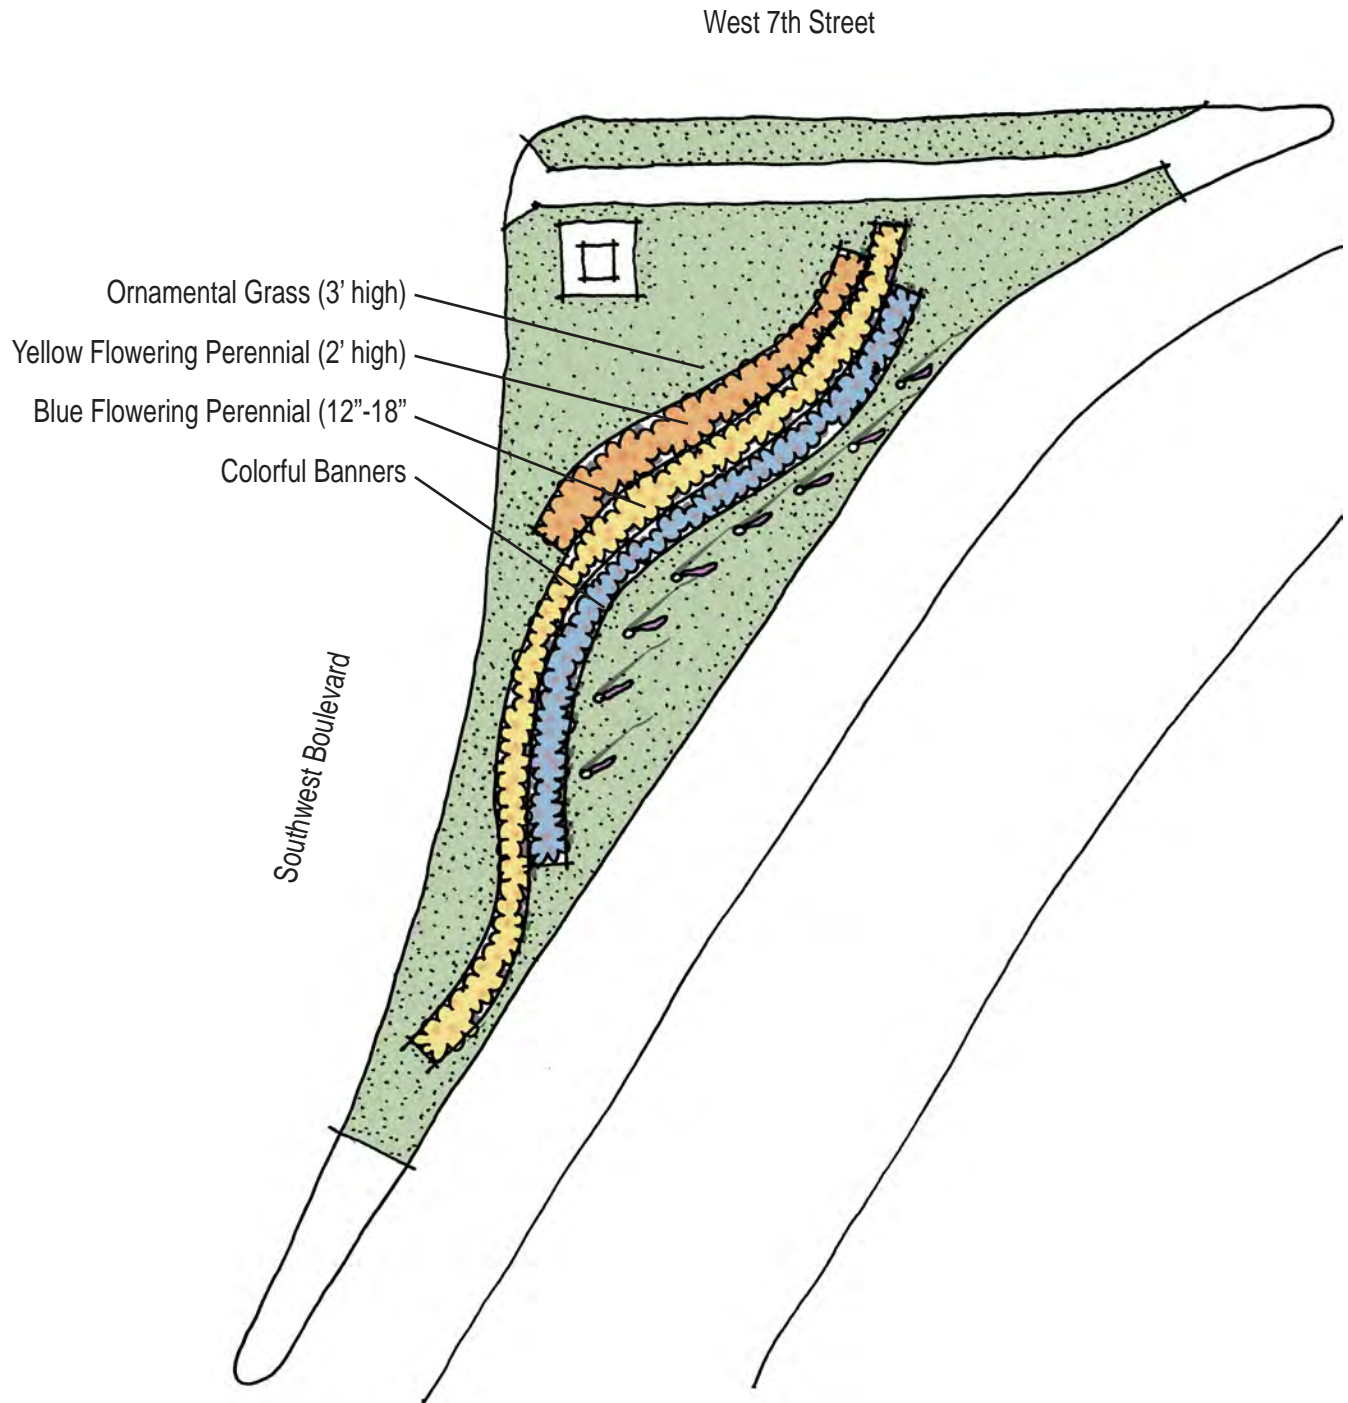 West 7th Street
Ornamental Grass (3’ high)
Yellow Flowering Perennial (2’ high)
Blue Flowering Perennial (12”-18”
Colorful Banners
Southwest Boulevard